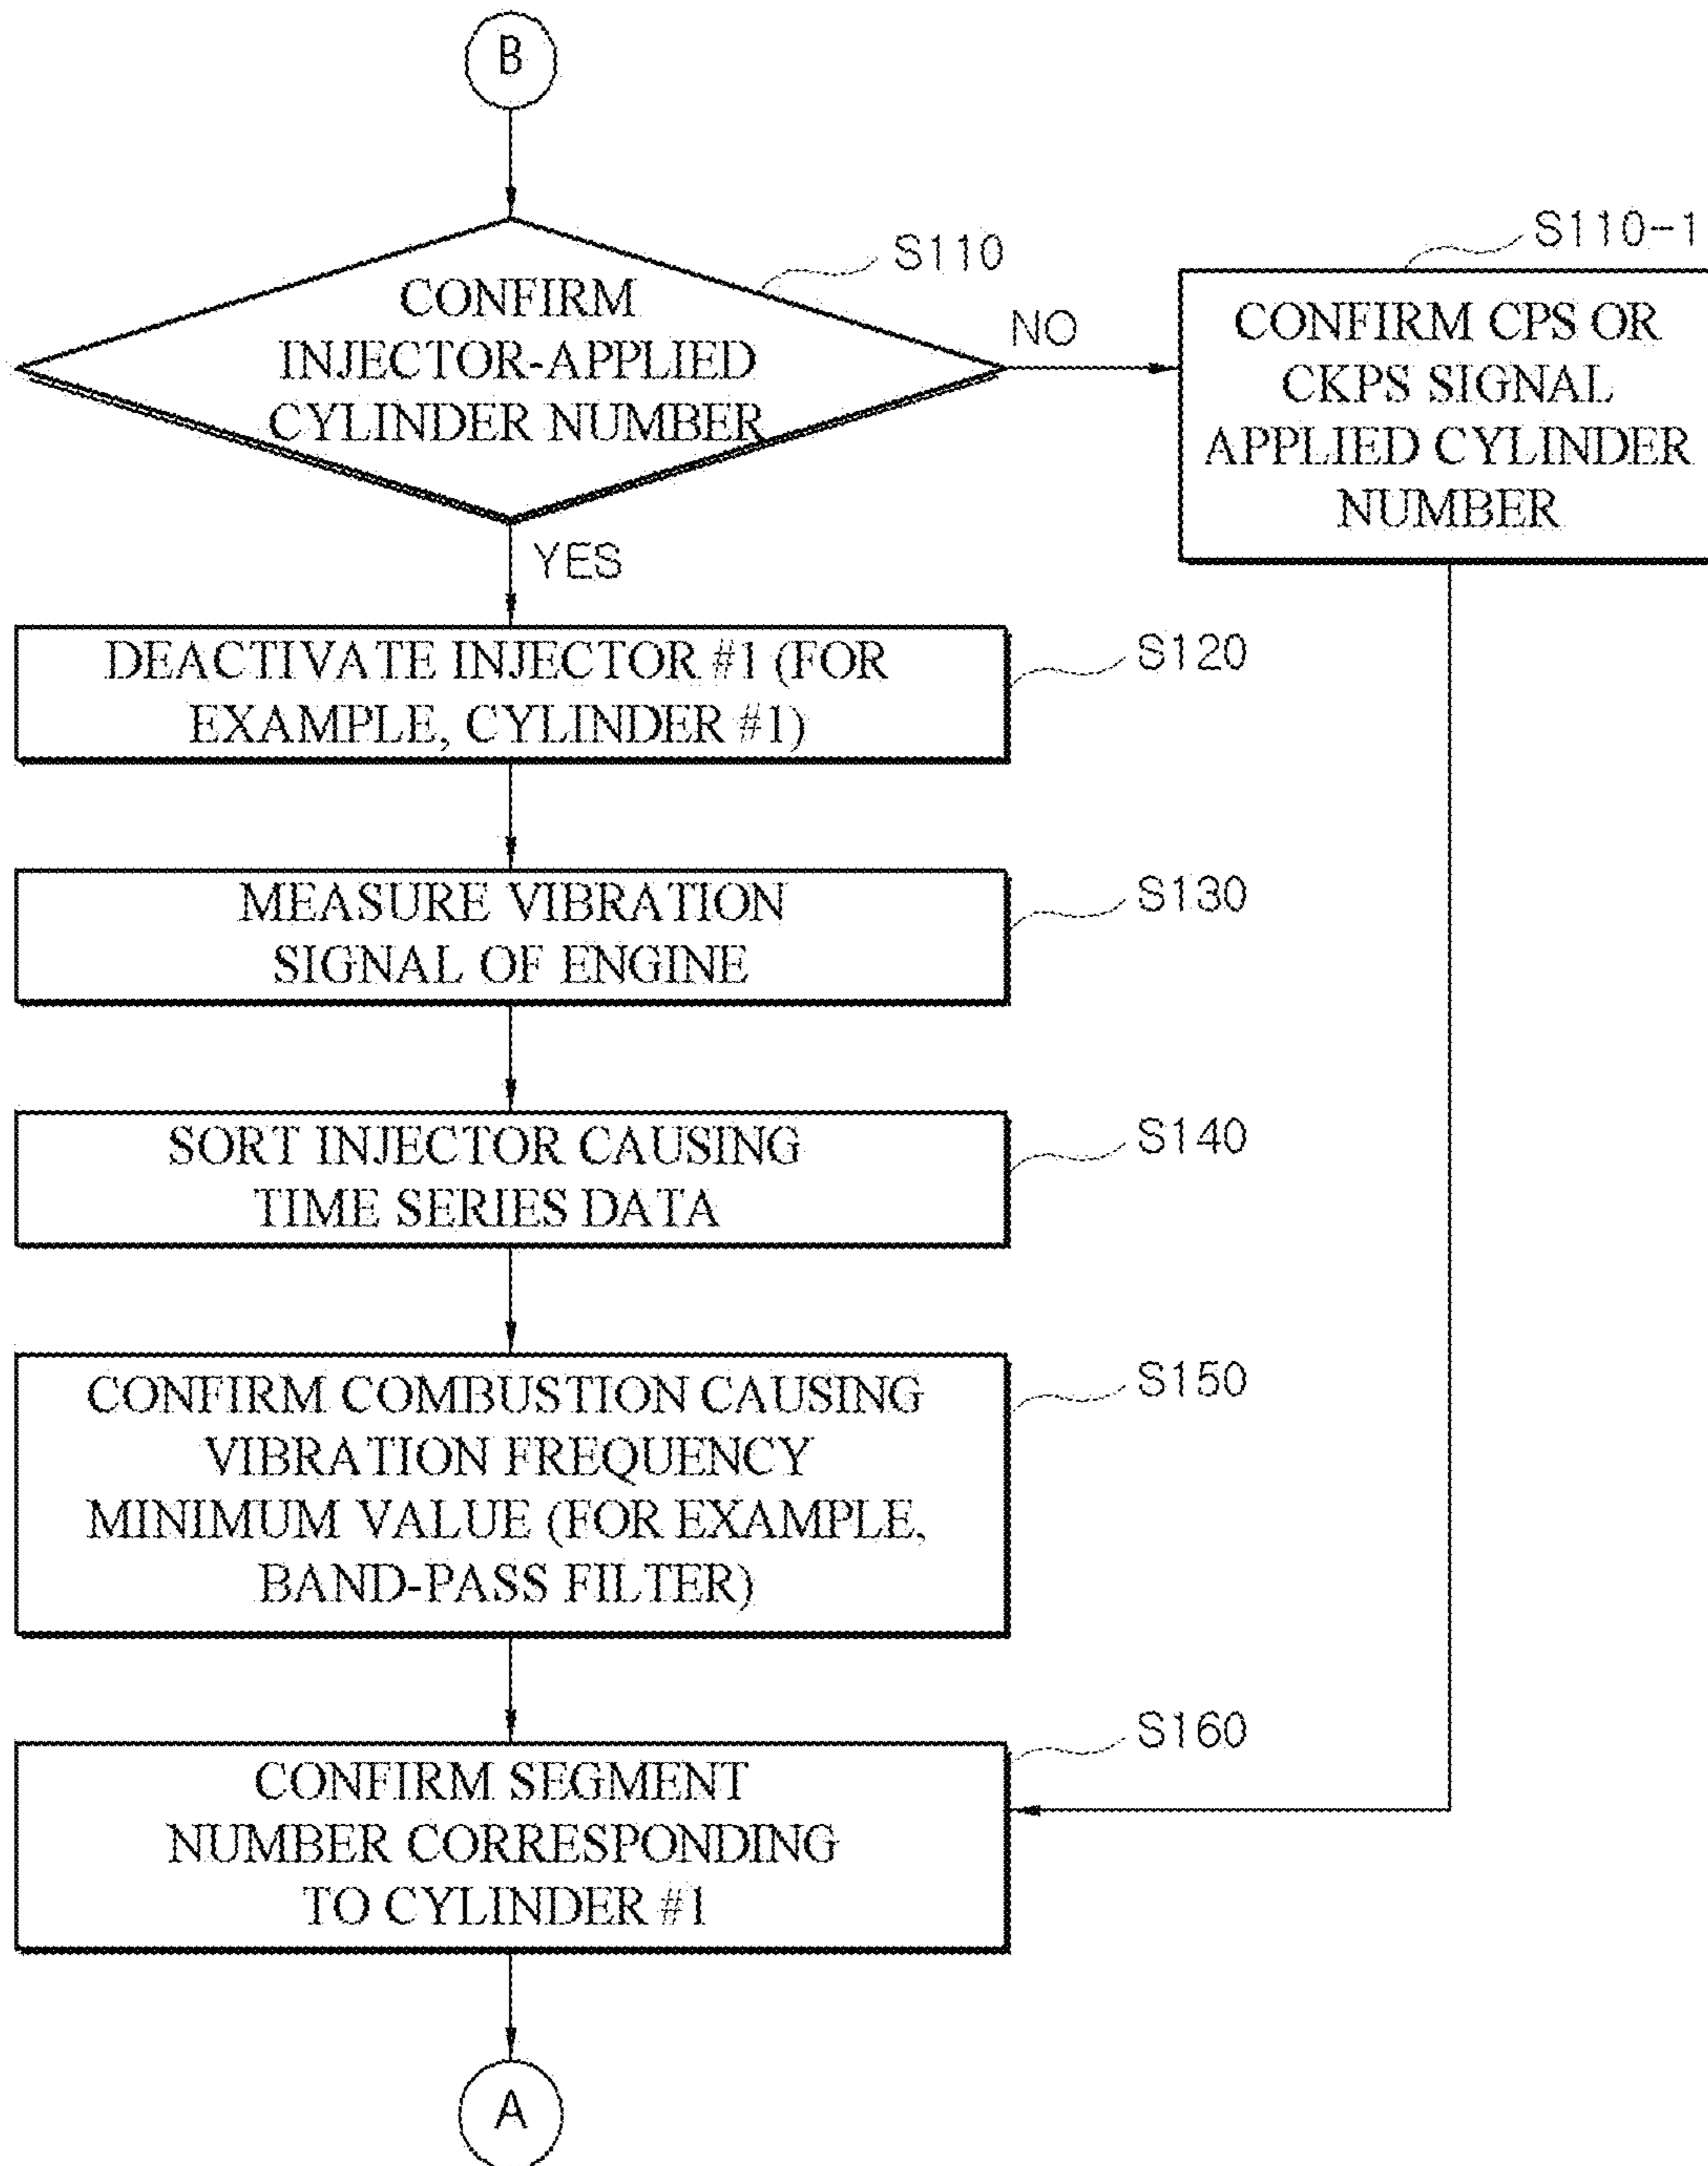 B
S110
S110-1
CONFIRM
INJECTOR-APPLIED
CYLINDER NUMBER
NO
CONFIRM CPS OR
CKPS SIGNAL
APPLIED CYLINDER
NUMBER
YES
DEACTIVATE INJECTOR #1 (FOR
EXAMPLE, CYLINDER #1)
S120
MEASURE VIBRATION
SIGNAL OF ENGINE
S130
SORT INJECTOR CAUSING
TIME SERIES DATA
S140
CONFIRM COMBUSTION CAUSING
VIBRATION FREQUENCY
MINIMUM VALUE (FOR EXAMPLE,
BAND-PASS FILTER)
S150
CONFIRM SEGMENT
NUMBER CORRESPONDING
TO CYLINDER #1
S160
A